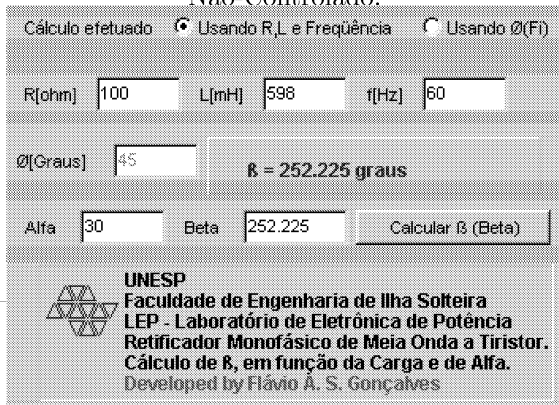 Não Controlado.
Cálculo efetuado Usando R,L e Freqüência Usando Ø(Fi)
R[ohm] 100 L[mH] 598 f[Hz] 60
Ø[Graus] 45 ß = 252.225 graus
Alfa 30 Beta 252.225 Calcular ß (Beta)
UNESP
Faculdade de Engenharia de Ilha Solteira
LEP - Laboratório de Eletrônica de Potência
Retificador Monofásico de Meia Onda a Tiristor.
Cálculo de ß, em função da Carga e de Alfa.
Developed by Flávio A. S. Gonçalves